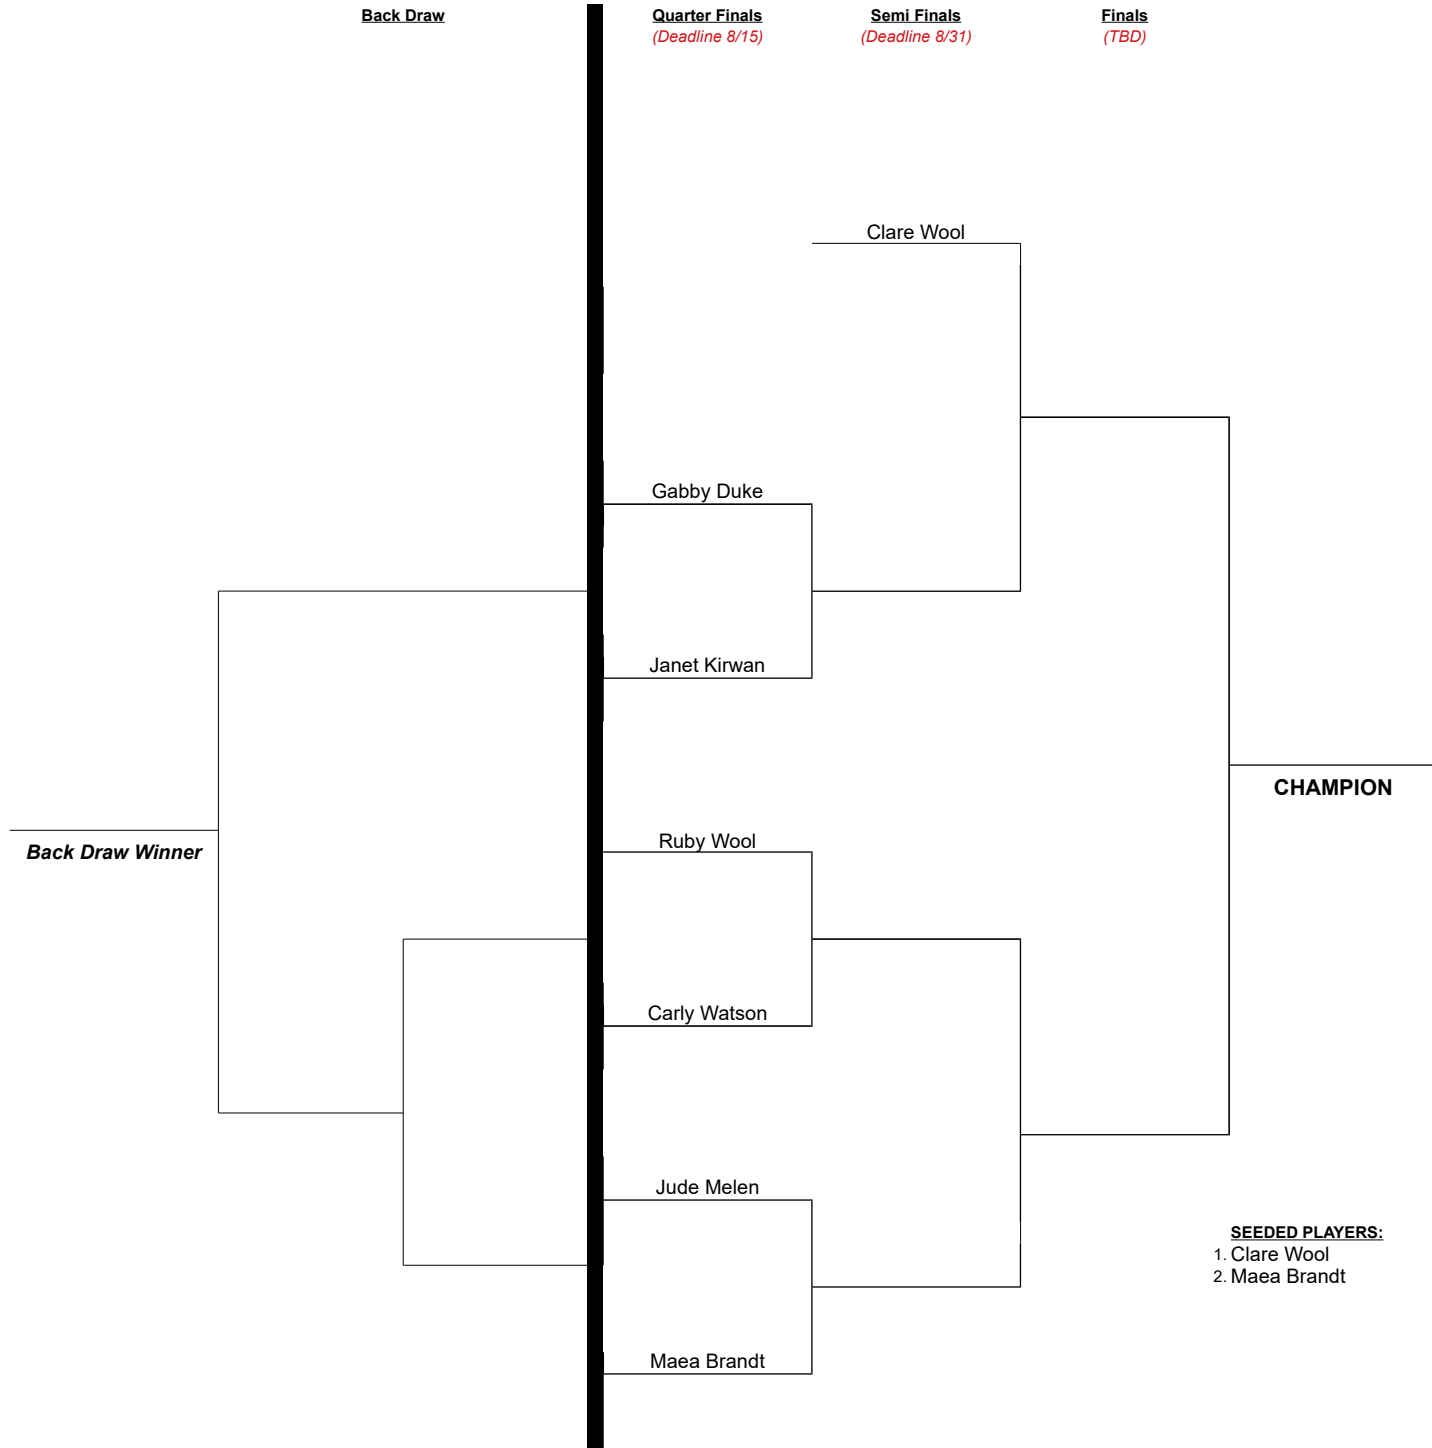 Back Draw
Quarter Finals
(Deadline 8/15)
Semi Finals
(Deadline 8/31)
Finals
(TBD)
Clare Wool
Gabby Duke
Janet Kirwan
CHAMPION
Ruby Wool
Back Draw Winner
Carly Watson
Jude Melen
SEEDED PLAYERS:
1. Clare Wool
2. Maea Brandt
Maea Brandt